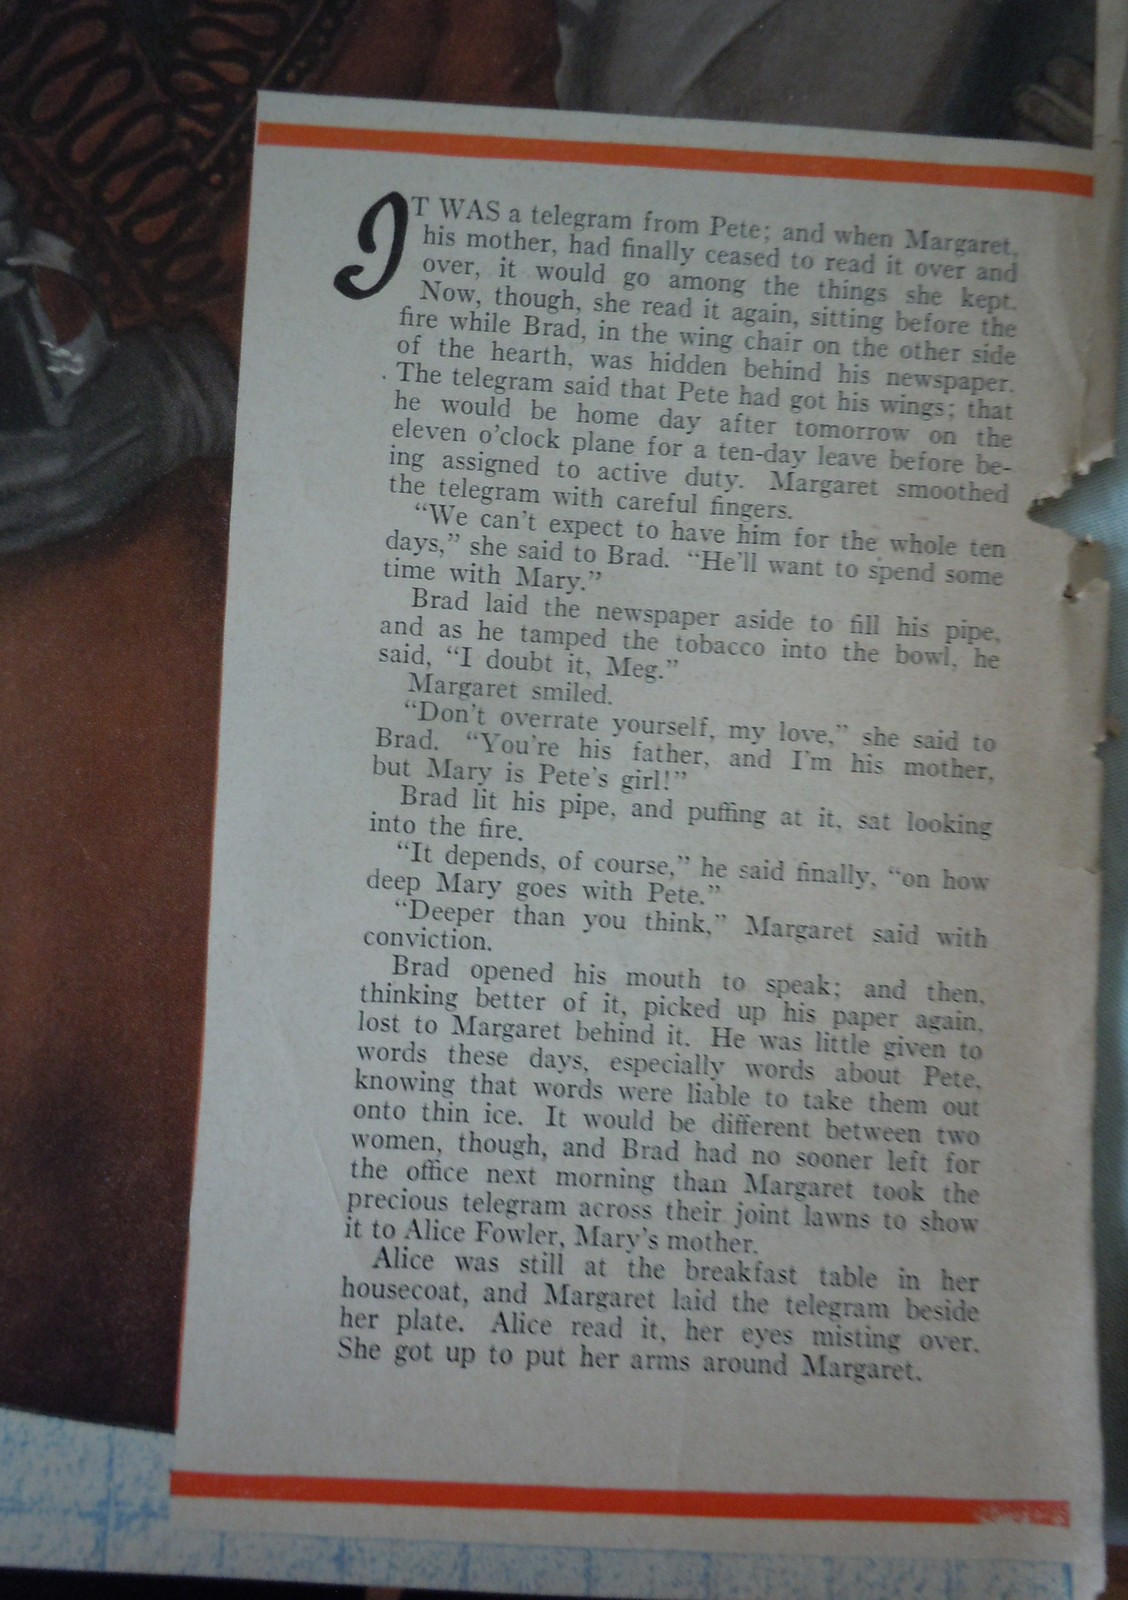 IT WAS a telegram from Pete; and when Margaret,
his mother, had finally ceased to read it over and
over, it would go among the things she kept.
Now, though, she read it again, sitting before the
fire while Brad, in the wing chair on the other side
of the hearth, was hidden behind his newspaper.
The telegram said that Pete had got his wings; that
he would be home day after tomorrow on the
eleven o'clock plane for a ten-day leave before be-
ing assigned to active duty. Margaret smoothed
the telegram with careful fingers.
"We can't expect to have him for the whole ten
days," she said to Brad. "He'll want to spend some
time with Mary."
Brad laid the newspaper aside to fill his pipe,
and as he tamped the tobacco into the bowl, he
said, "I doubt it, Meg."
Margaret smiled.
"Don't overrate yourself, my love," she said to
Brad. "You're his father, and I'm his mother,
but Mary is Pete's girl!"
Brad lit his pipe, and puffing at it, sat looking
into the fire.
"It depends, of course," he said finally, "on how
deep Mary goes with Pete."
"Deeper than you think," Margaret said with
conviction.
Brad opened his mouth to speak; and then,
thinking better of it, picked up his paper again,
lost to Margaret behind it. He was little given to
words these days, especially words about Pete,
knowing that words were liable to take them out
onto thin ice. It would be different between two
women, though, and Brad had no sooner left for
the office next morning than Margaret took the
precious telegram across their joint lawns to show
it to Alice Fowler, Mary's mother.
Alice was still at the breakfast table in her
housecoat, and Margaret laid the telegram beside
her plate. Alice read it, her eyes misting over.
She got up to put her arms around Margaret.